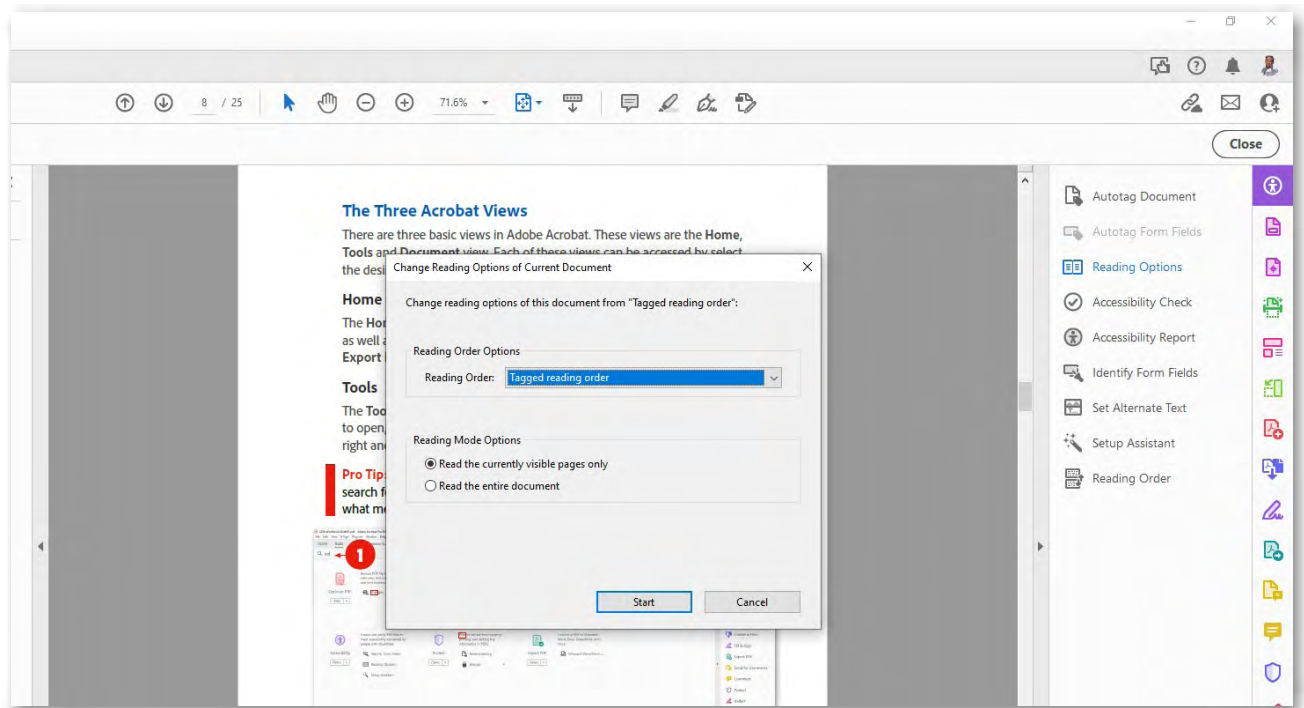 8 / 25
71.6%
Close
The Three Acrobat Views
There are three basic views in Adobe Acrobat. These views are the Home,
Tools and Document view. Each of these views can be accessed by select
the desi
Home
The Hor
as well a
Export
Tools
The Too
to open,
right and
Pro Tip
search f
what me
1
Change Reading Options of Current Document
Change reading options of this document from "Tagged reading order":
Reading Order Options
Reading Order: Tagged reading order
Reading Mode Options
Read the currently visible pages only
Read the entire document
Start
Cancel
Autotag Document
Autotag Form Fields
Reading Options
Accessibility Check
Accessibility Report
Identify Form Fields
Set Alternate Text
Setup Assistant
Reading Order